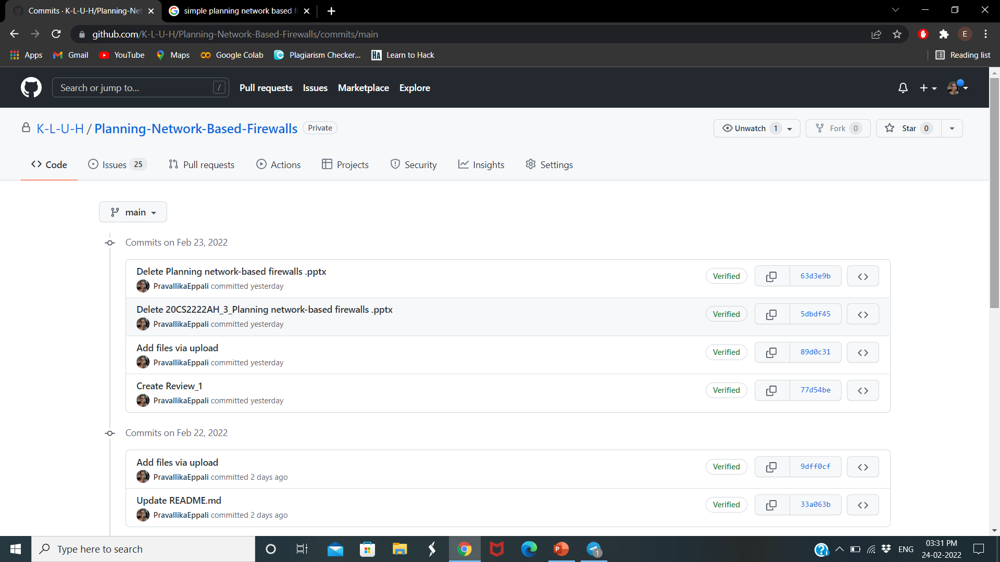 Commits · K-L-U-H/Planning-Net
simple planning network based fi
github.com/K-L-U-H/Planning-Network-Based-Firewalls/commits/main
E
Apps
Gmail
YouTube
Maps
Google Colab
Plagiarism Checker...
HA
Learn to Hack
Reading list
Search or jump to...
/
Pull requests
Issues
Marketplace
Explore
K-L-U-H / Planning-Network-Based-Firewalls
Private
Unwatch 1
Fork 0
Star 0
Code
Issues 25
Pull requests
Actions
Projects
Security
Insights
Settings
main
Commits on Feb 23, 2022
Delete Planning network-based firewalls .pptx
PravallikaEppali committed yesterday
Verified
63d3e9b
Delete 20CS2222AH_3_Planning network-based firewalls .pptx
PravallikaEppali committed yesterday
Verified
5dbdf45
Add files via upload
PravallikaEppali committed yesterday
Verified
89d0c31
Create Review_1
PravallikaEppali committed yesterday
Verified
77d54be
Commits on Feb 22, 2022
Add files via upload
PravallikaEppali committed 2 days ago
Verified
9dff0cf
Update README.md
PravallikaEppali committed 2 days ago
Verified
33a063b
Type here to search
P
1
ENG
03:31 PM
24-02-2022